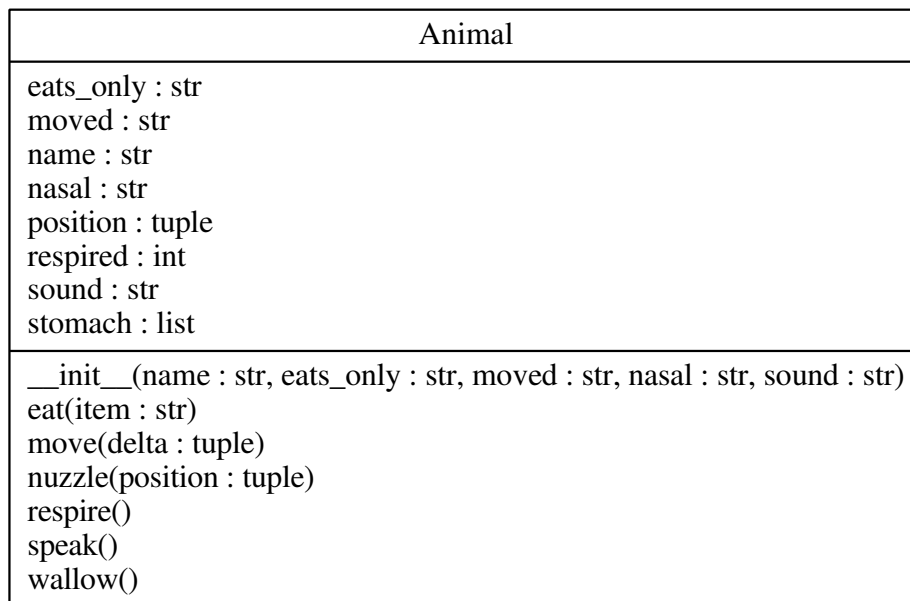 Animal
eats_only : str
moved : str
name : str
nasal : str
position : tuple
respired : int
sound : str
stomach : list
__init__(name : str, eats_only : str, moved : str, nasal : str, sound : str)
eat(item : str)
move(delta : tuple)
nuzzle(position : tuple)
respire()
speak()
wallow()